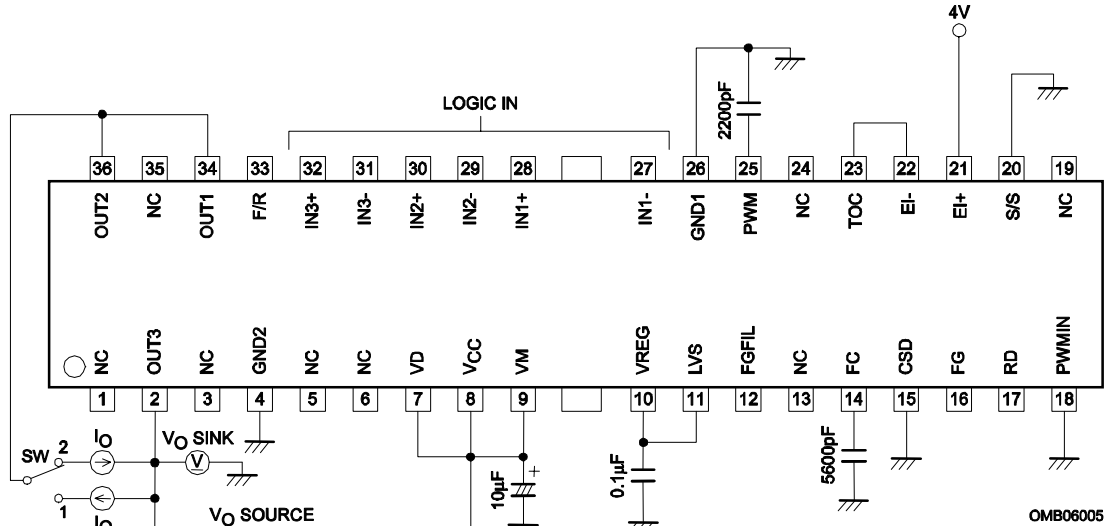 4V
LOGIC IN
2200pF
36 35 34 33 32 31 30 29 28 27 26 25 24 23 22 21 20 19
OUT2 NC OUT1 F/R IN3+ IN3- IN2+ IN2- IN1+ IN1- GND1 PWM NC TOC EI- EI+ S/S NC
NC OUT3 NC GND2 NC NC VD VCC VM VREG LVS FGFIL NC FC CSD FG RD PWMIN
1 2 3 4 5 6 7 8 9 10 11 12 13 14 15 16 17 18
SW 2 IO VO SINK V
10µF +
0.1µF
5600pF
1 IO VO SOURCE
OMB06005